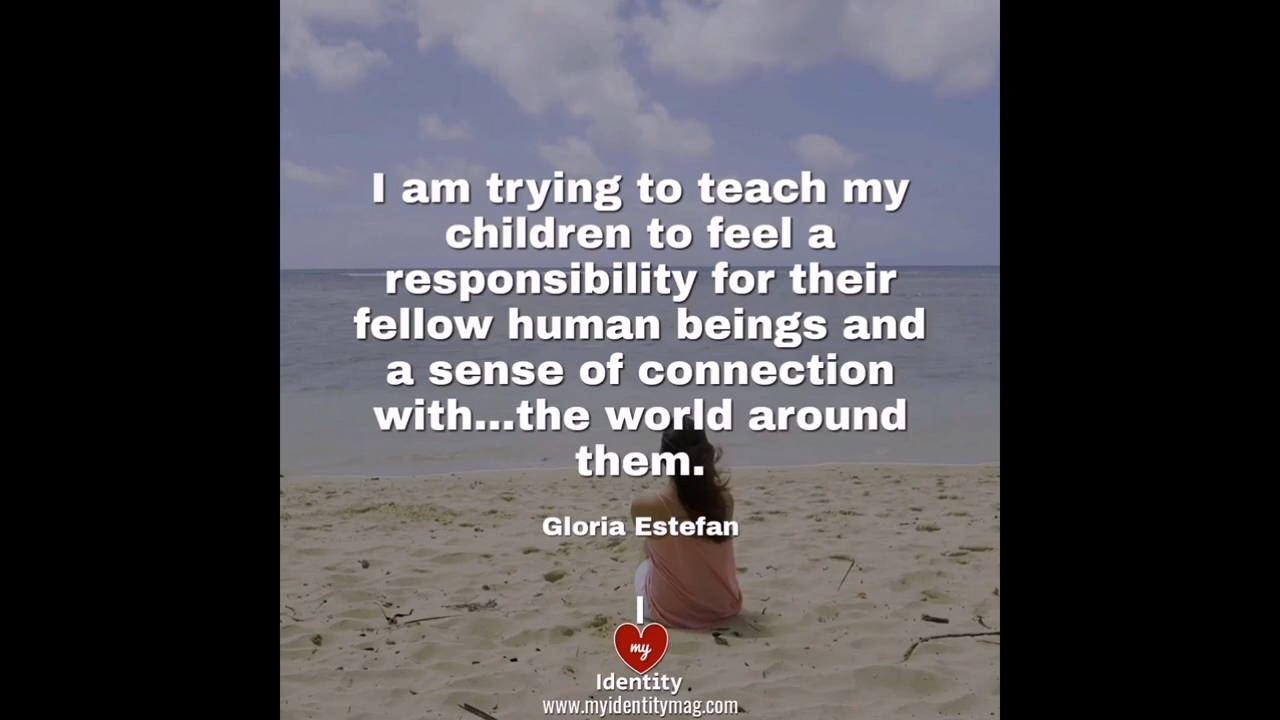 I am trying to teach my
children to feel a
responsibility for their
fellow human beings and
a sense of connection
with...the world around
them.
Gloria Estefan
I
my
Identity
www.myidentitymag.com